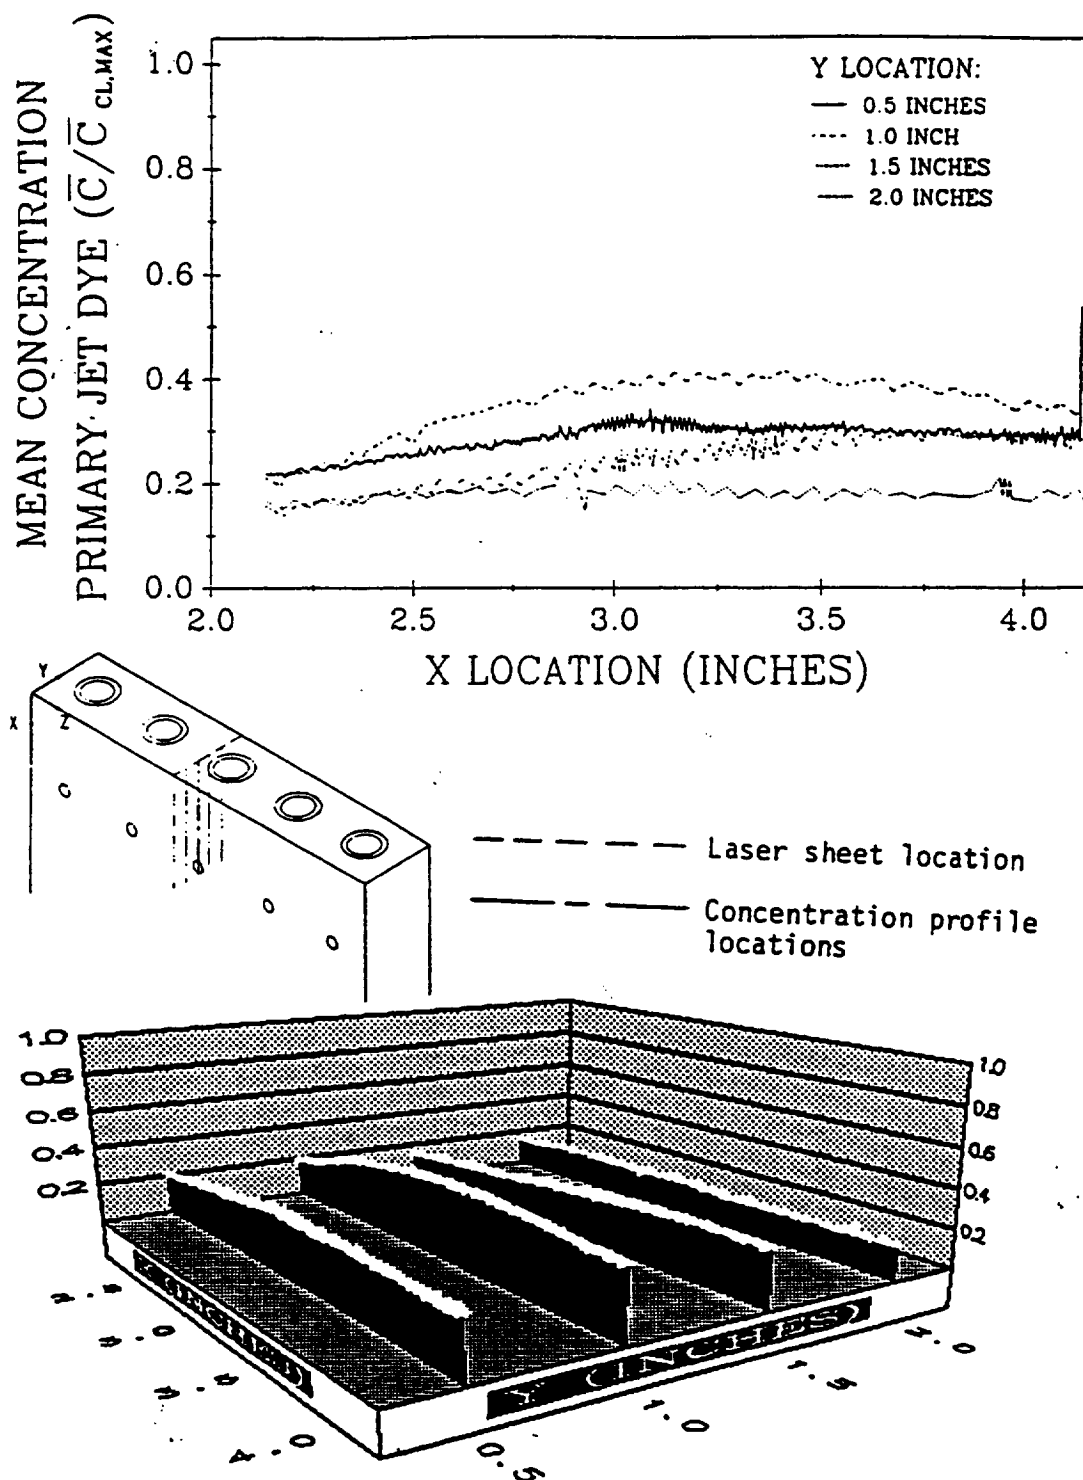 MEAN CONCENTRATION
PRIMARY JET DYE (C̅/C̅ CL,MAX)
1.0
0.8
0.6
0.4
0.2
0.0
Y LOCATION:
0.5 INCHES
1.0 INCH
1.5 INCHES
2.0 INCHES
2.0
2.5
3.0
3.5
4.0
X LOCATION (INCHES)
Y
X
Z
Laser sheet location
Concentration profile
locations
1.0
0.8
0.6
0.4
0.2
1.0
0.8
0.6
0.4
0.2
3.0
4.0
(INCHES)
0.5
1.0
1.5
Y (INCHES)